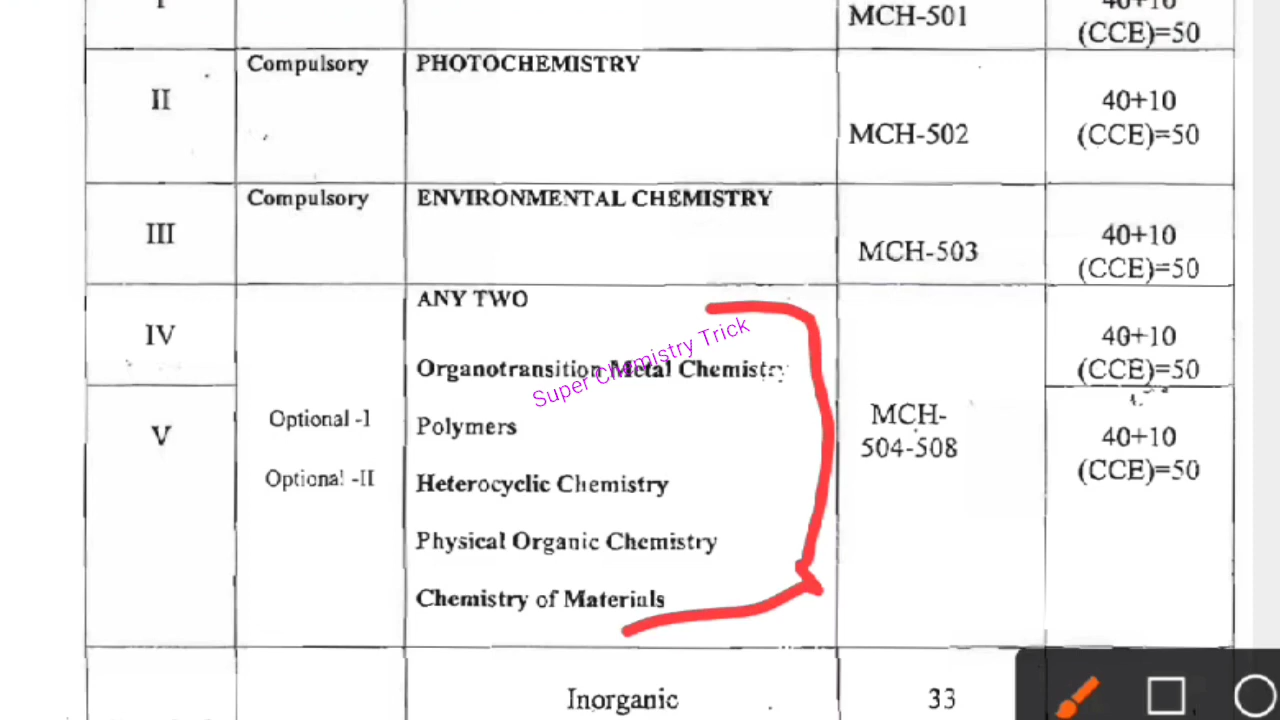 I
MCH-501
40+10
(CCE)=50
II
Compulsory
PHOTOCHEMISTRY
MCH-502
40+10
(CCE)=50
III
Compulsory
ENVIRONMENTAL CHEMISTRY
MCH-503
40+10
(CCE)=50
IV
ANY TWO
40+10
(CCE)=50
Organotransition Metal Chemistry
Super Chemistry Trick
V
Optional -I
Polymers
MCH-
504-508
40+10
(CCE)=50
Optional -II
Heterocyclic Chemistry
Physical Organic Chemistry
Chemistry of Materials
Inorganic
33